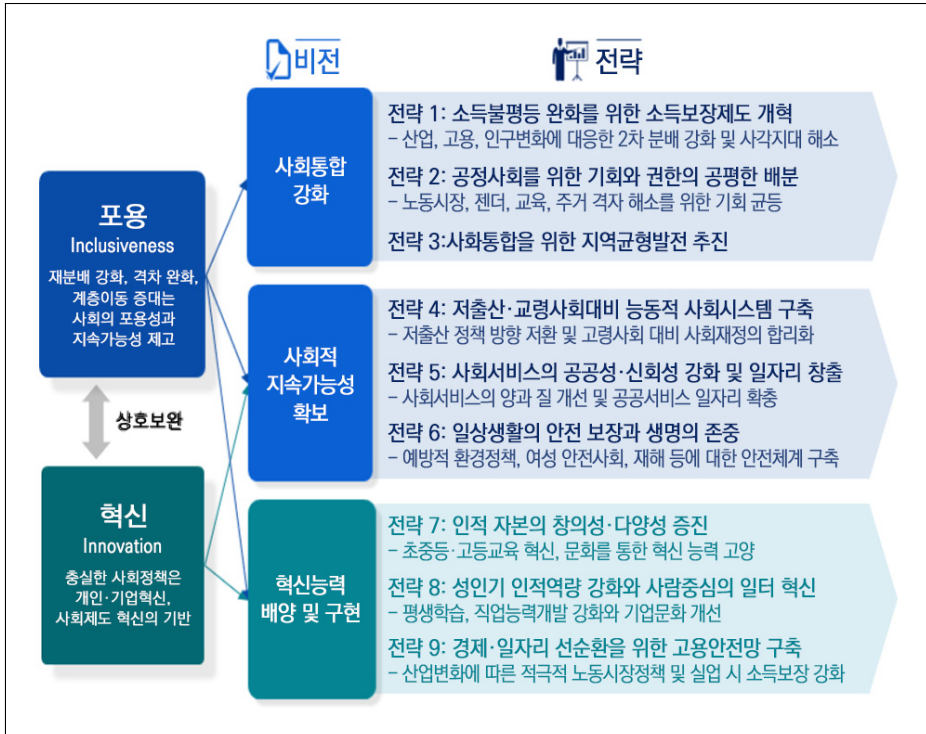 비전
전략
포용
Inclusiveness
재분배 강화, 격차 완화,
계층이동 증대는
사회의 포용성과
지속가능성 제고
상호보완
혁신
Innovation
충실한 사회정책은
개인·기업혁신,
사회제도 혁신의 기반
사회통합
강화
전략 1: 소득불평등 완화를 위한 소득보장제도 개혁
– 산업, 고용, 인구변화에 대응한 2차 분배 강화 및 사각지대 해소
전략 2: 공정사회를 위한 기회와 권한의 공평한 배분
– 노동시장, 젠더, 교육, 주거 격자 해소를 위한 기회 균등
전략 3:사화통합을 위한 지역균형발전 추진
사회적
지속가능성
확보
전략 4: 저출산·교령사회대비 능동적 사회시스템 구축
– 저출산 정책 방향 저환 및 고령사회 대비 사회재정의 합리화
전략 5: 사회서비스의 공공성·신회성 강화 및 일자리 창출
– 사회서비스의 양과 질 개선 및 공공서비스 일자리 확충
전략 6: 일상생활의 안전 보장과 생명의 존중
– 예방적 환경정책, 여성 안전사회, 재해 등에 대한 안전체계 구축
혁신능력
배양 및 구현
전략 7: 인적 자본의 창의성·다양성 증진
– 초중등·고등교육 혁신, 문화를 통한 혁신 능력 고양
전략 8: 성인기 인적역량 강화와 사람중심의 일터 혁신
– 평생학습, 직업능력개발 강화와 기업문화 개선
전략 9: 경제·일자리 선순환을 위한 고용안전망 구축
– 산업변화에 따른 적극적 노동시장정책 및 실업 시 소득보장 강화